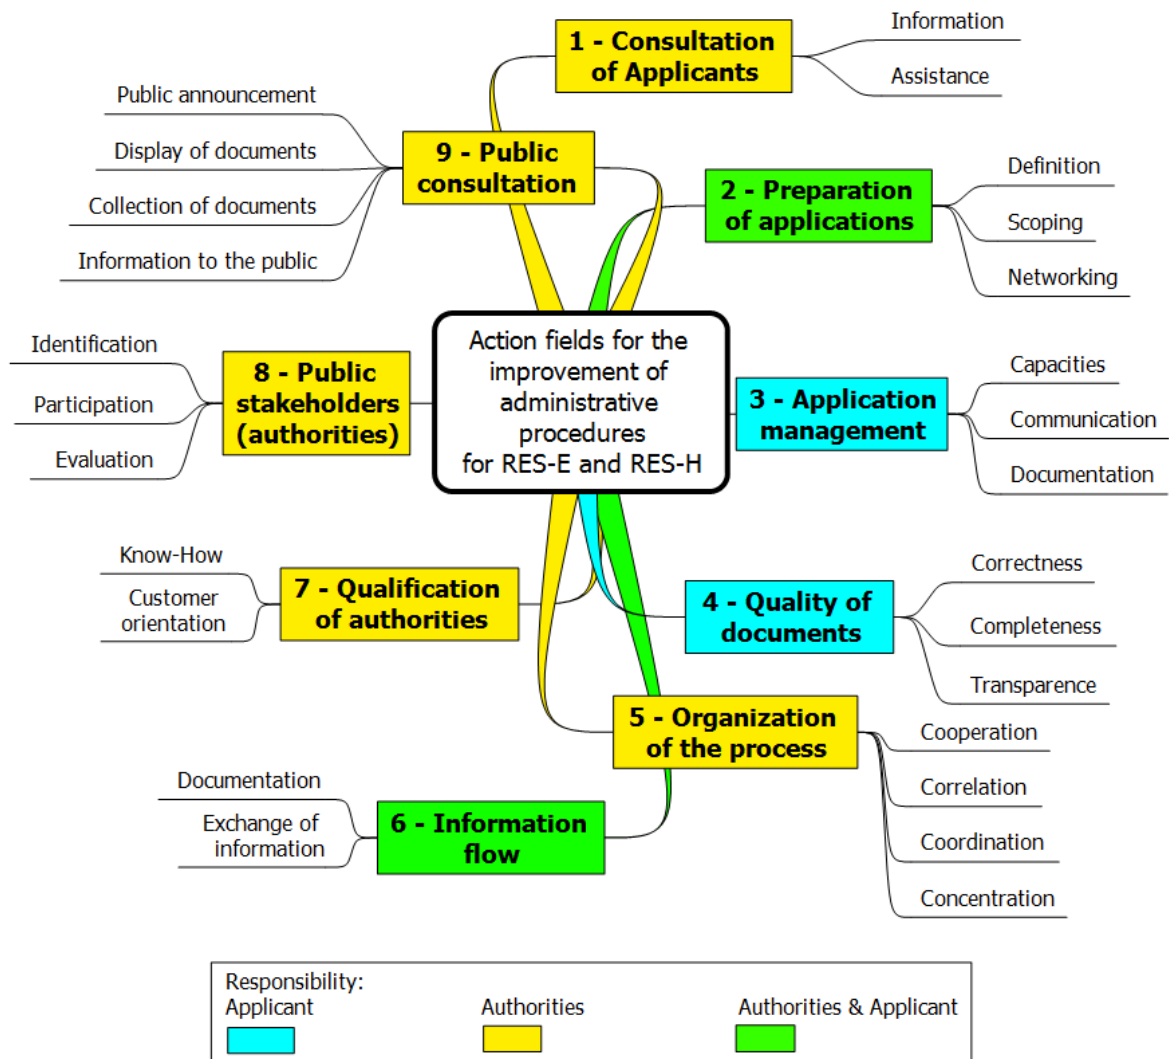 1 - Consultation
of Applicants
Information
Assistance
2 - Preparation
of applications
Definition
Scoping
Networking
3 - Application
management
Capacities
Communication
Documentation
4 - Quality of
documents
Correctness
Completeness
Transparence
5 - Organization
of the process
Cooperation
Correlation
Coordination
Concentration
6 - Information
flow
Documentation
Exchange of
information
7 - Qualification
of authorities
Know-How
Customer
orientation
8 - Public
stakeholders
(authorities)
Identification
Participation
Evaluation
9 - Public
consultation
Public announcement
Display of documents
Collection of documents
Information to the public
Action fields for the
improvement of
administrative
procedures
for RES-E and RES-H
Responsibility:
Applicant
Authorities
Authorities & Applicant